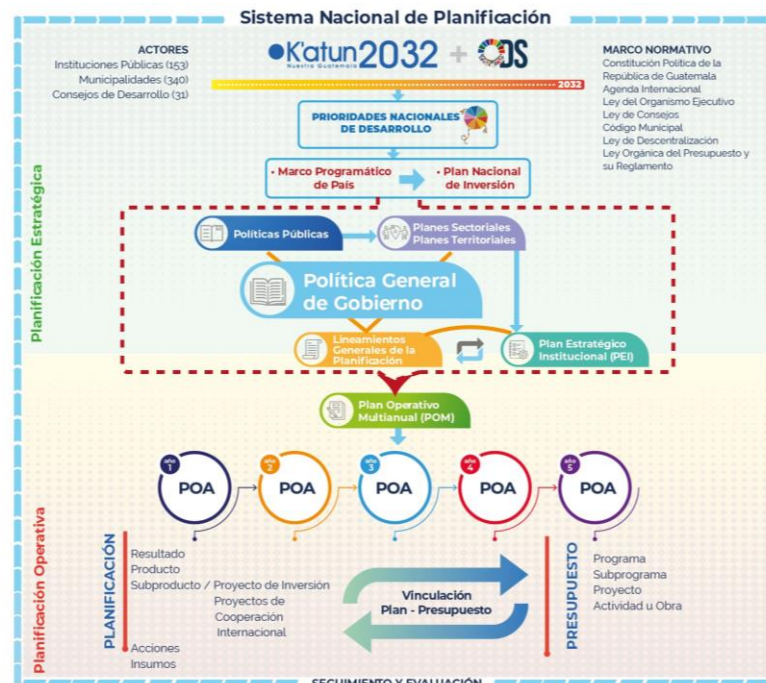 Sistema Nacional de Planificación
ACTORES
Instituciones Públicas (153)
Municipalidades (340)
Consejos de Desarrollo (31)
K'atun2032 + ODS
Nuestra Guatemala
2032
MARCO NORMATIVO
Constitución Política de la
República de Guatemala
Agenda Internacional
Ley del Organismo Ejecutivo
Ley de Consejos
Código Municipal
Ley de Descentralización
Ley Orgánica del Presupuesto y
su Reglamento
PRIORIDADES NACIONALES
DE DESARROLLO
• Marco Programático
de País
• Plan Nacional
de Inversión
Planificación Estratégica
Políticas Públicas
Planes Sectoriales
Planes Territoriales
Política General
de Gobierno
Lineamientos
Generales de la
Planificación
Plan Estratégico
Institucional (PEI)
Plan Operativo
Multianual (POM)
año
1
POA
año
2
POA
año
3
POA
año
4
POA
año
5
POA
Planificación Operativa
PLANIFICACIÓN
Resultado
Producto
Subproducto / Proyecto de Inversión
Proyectos de
Cooperación
Internacional
Acciones
Insumos
Vinculación
Plan - Presupuesto
PRESUPUESTO
Programa
Subprograma
Proyecto
Actividad u Obra
SEGUIMIENTO Y EVALUACIÓN